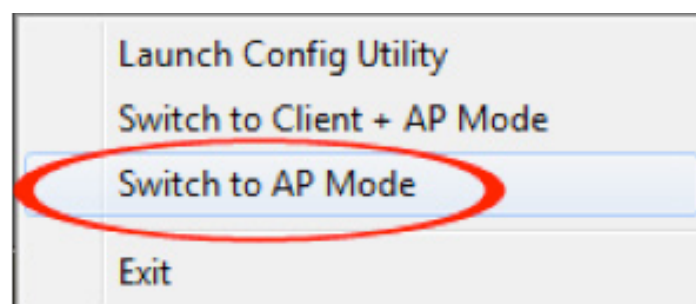 Launch Config Utility
Switch to Client + AP Mode
Switch to AP Mode
Exit